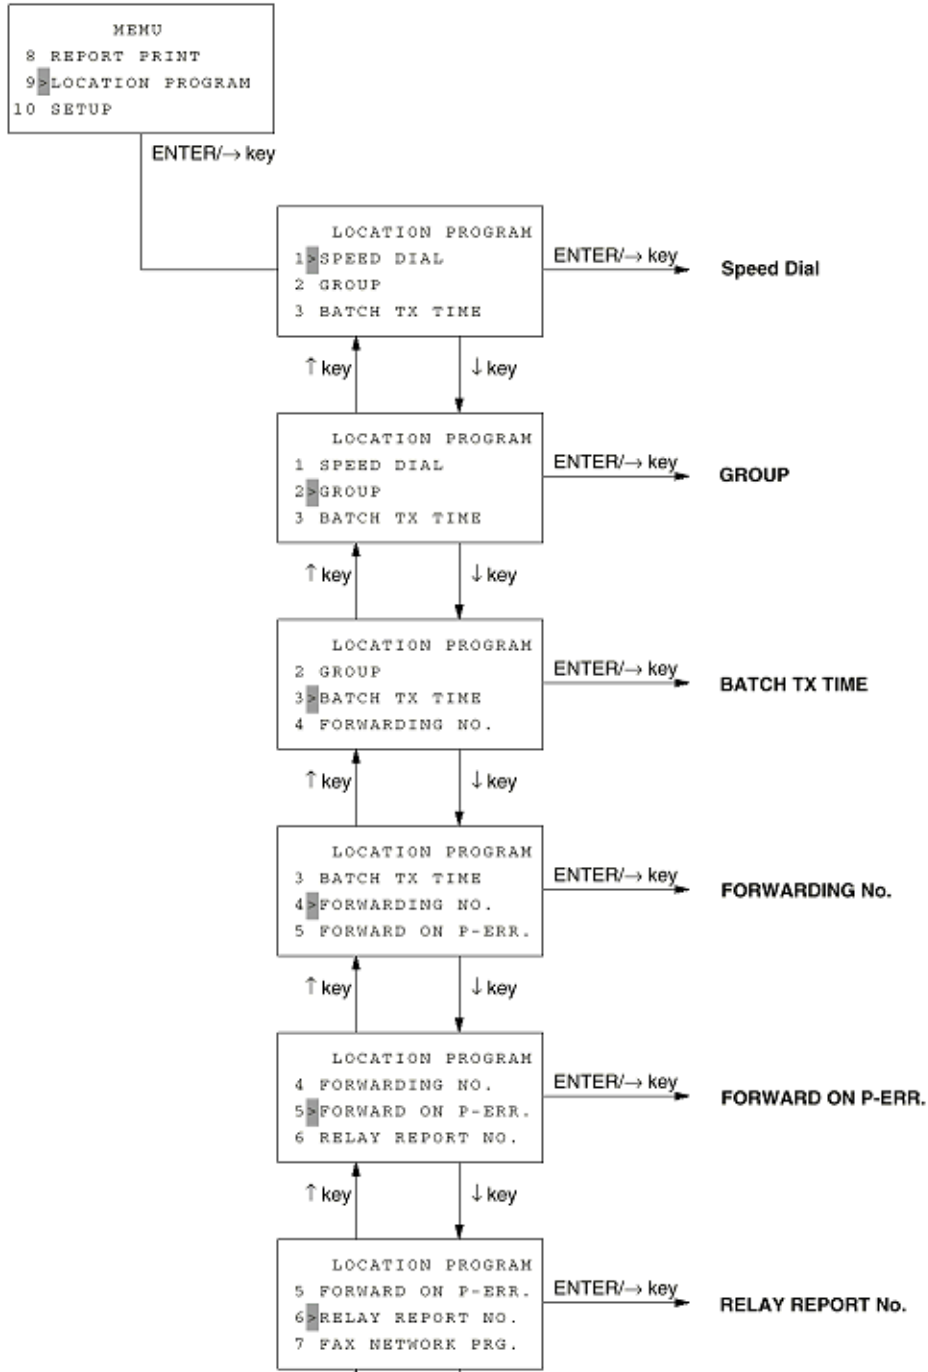 MENU
8 REPORT PRINT
9>LOCATION PROGRAM
10 SETUP
ENTER/→ key
LOCATION PROGRAM
1>SPEED DIAL
2 GROUP
3 BATCH TX TIME
ENTER/→ key
Speed Dial
↑ key
↓ key
LOCATION PROGRAM
1 SPEED DIAL
2>GROUP
3 BATCH TX TIME
ENTER/→ key
GROUP
↑ key
↓ key
LOCATION PROGRAM
2 GROUP
3>BATCH TX TIME
4 FORWARDING NO.
ENTER/→ key
BATCH TX TIME
↑ key
↓ key
LOCATION PROGRAM
3 BATCH TX TIME
4>FORWARDING NO.
5 FORWARD ON P-ERR.
ENTER/→ key
FORWARDING No.
↑ key
↓ key
LOCATION PROGRAM
4 FORWARDING NO.
5>FORWARD ON P-ERR.
6 RELAY REPORT NO.
ENTER/→ key
FORWARD ON P-ERR.
↑ key
↓ key
LOCATION PROGRAM
5 FORWARD ON P-ERR.
6>RELAY REPORT NO.
7 FAX NETWORK PRG.
ENTER/→ key
RELAY REPORT No.